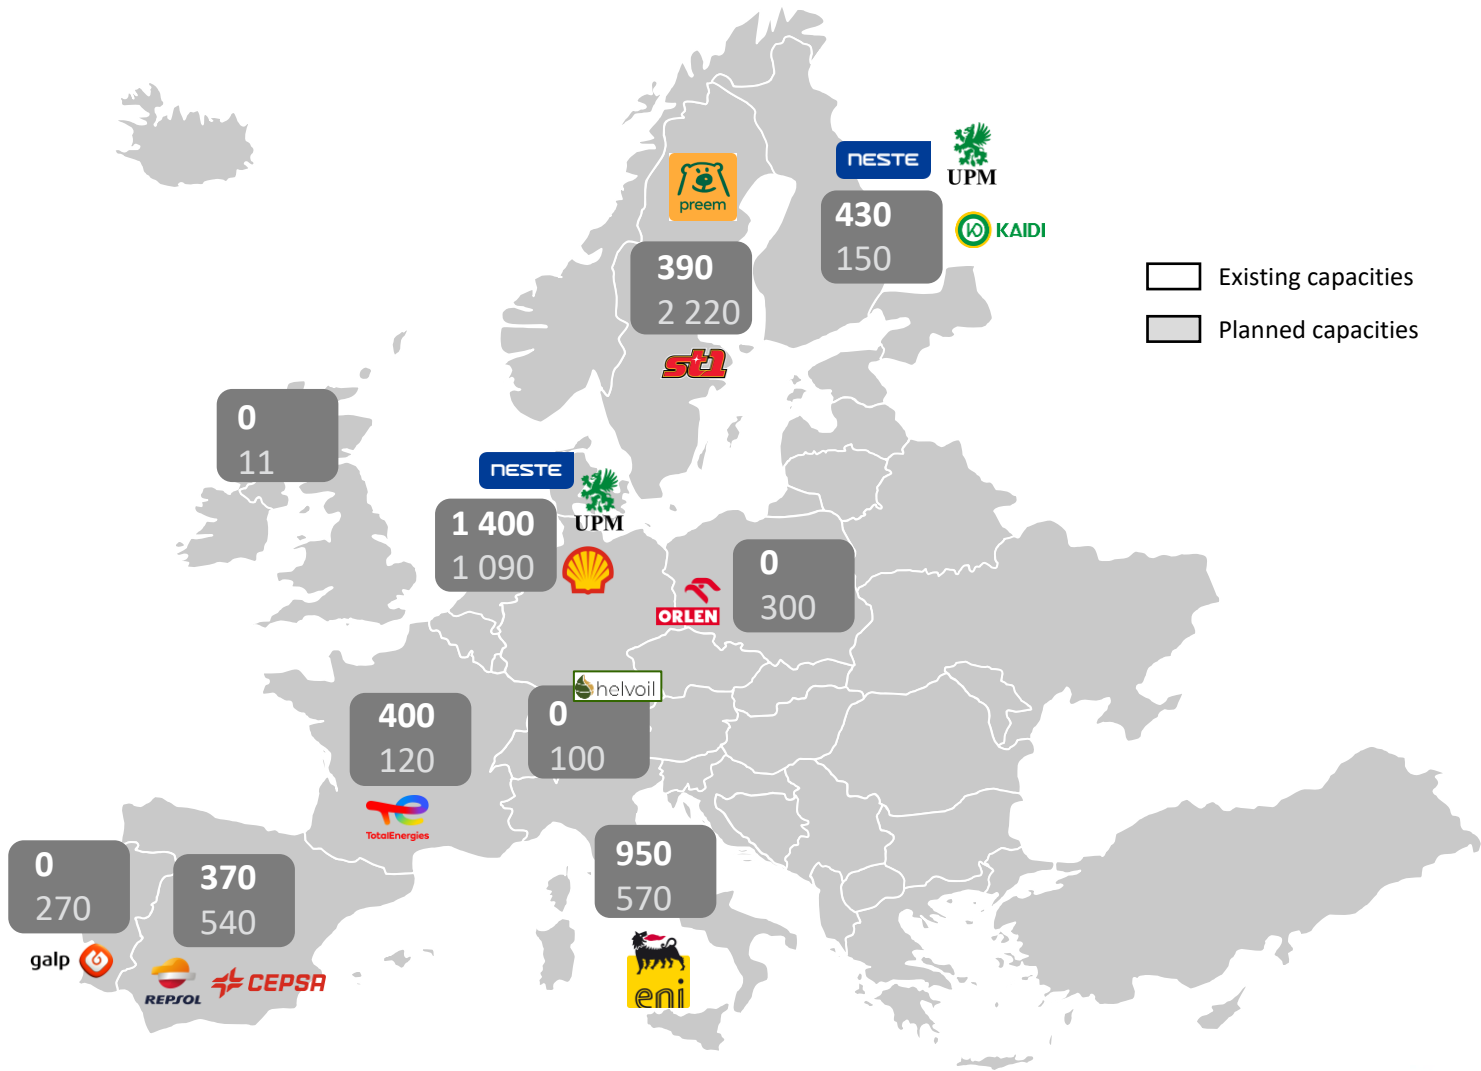 NESTE
UPM
preem
430
150
KAIDI
390
2 220
Existing capacities
Planned capacities
st1
0
11
NESTE
UPM
1 400
1 090
0
300
ORLEN
helvoil
400
120
0
100
TotalEnergies
0
270
370
540
950
570
galp
REPSOL
CEPSA
eni